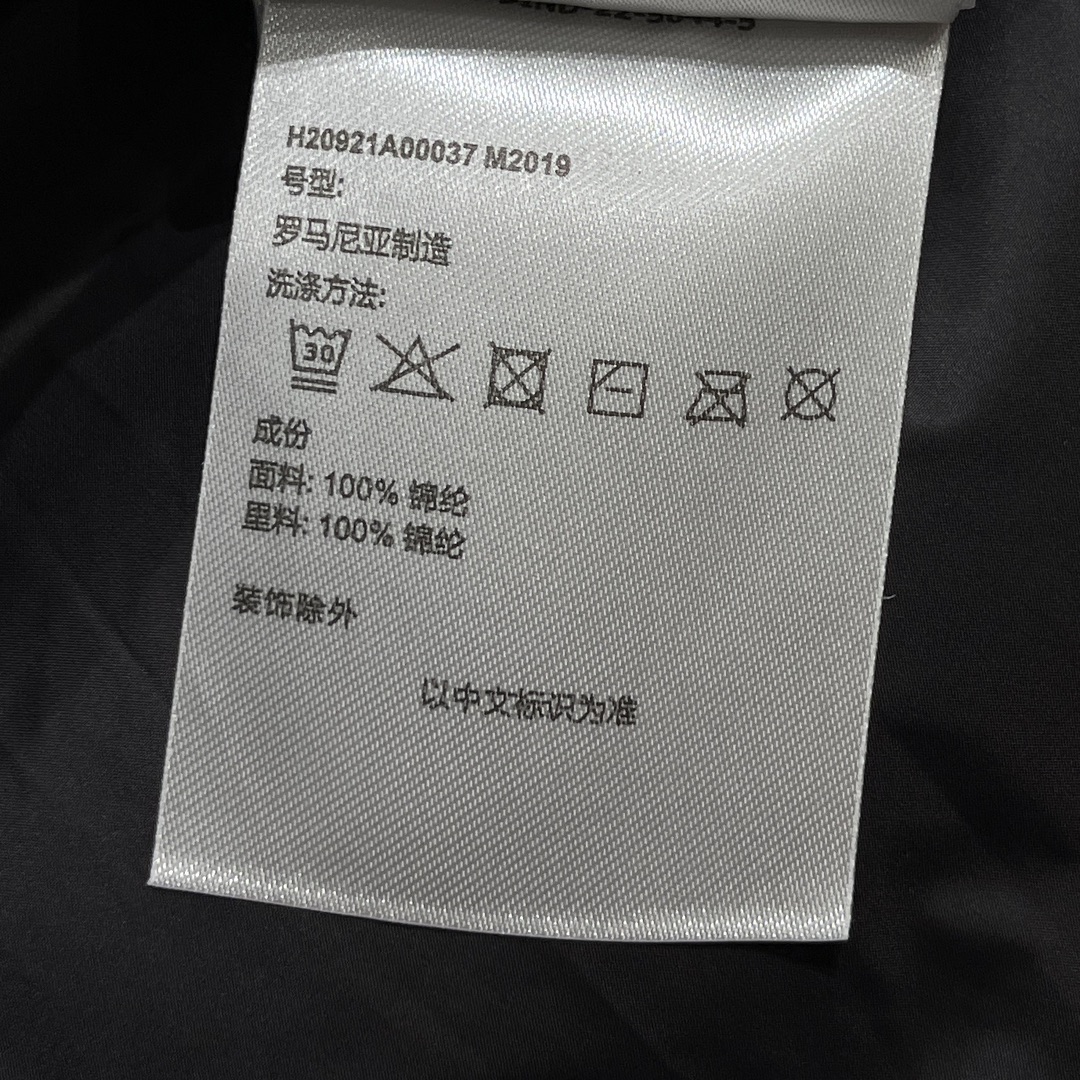 H20921A00037 M2019
号型:
罗马尼亚制造
洗涤方法:
30
成份
面料: 100% 锦纶
里料: 100% 锦纶
装饰除外
以中文标识为准